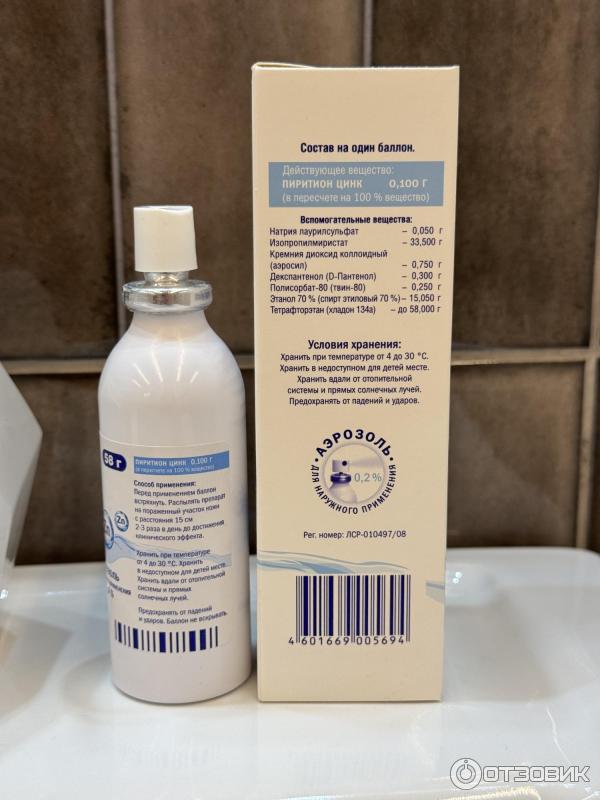 Состав на один баллон.
Действующее вещество:
ПИРИТИОН ЦИНК 0,100 Г
(в пересчете на 100 % вещество)
Вспомогательные вещества:
Натрия лаурилсульфат – 0,050 г
Изопропилмиристат – 33,500 г
Кремния диоксид коллоидный
(аэросил) – 0,750 г
Декспантенол (D-Пантенол) – 0,300 г
Полисорбат-80 (твин-80) – 0,250 г
Этанол 70 % (спирт этиловый 70 %) – 15,050 г
Тетрафторэтан (хладон 134а) – до 58,000 г
Условия хранения:
Хранить при температуре от 4 до 30 °С.
Хранить в недоступном для детей месте.
Хранить вдали от отопительной
системы и прямых солнечных лучей.
Предохранять от падений и ударов.
АЭРОЗОЛЬ
0,2%
ДЛЯ НАРУЖНОГО ПРИМЕНЕНИЯ
Рег. номер: ЛСР-010497/08
4 601669 005694
58 г
ПИРИТИОН ЦИНК 0,100 Г
(в пересчете на 100 % вещество)
Способ применения:
Перед применением баллон
встряхнуть. Распылять препарат
на пораженный участок кожи
с расстояния 15 см
2-3 раза в день до достижения
клинического эффекта.
Zn
Zn
Хранить при температуре
от 4 до 30 °С. Хранить
в недоступном для детей месте.
Хранить вдали от отопительной
системы и прямых
солнечных лучей.
Предохранять от падений
и ударов. Баллон не вскрывать.
ОТЗОВИК